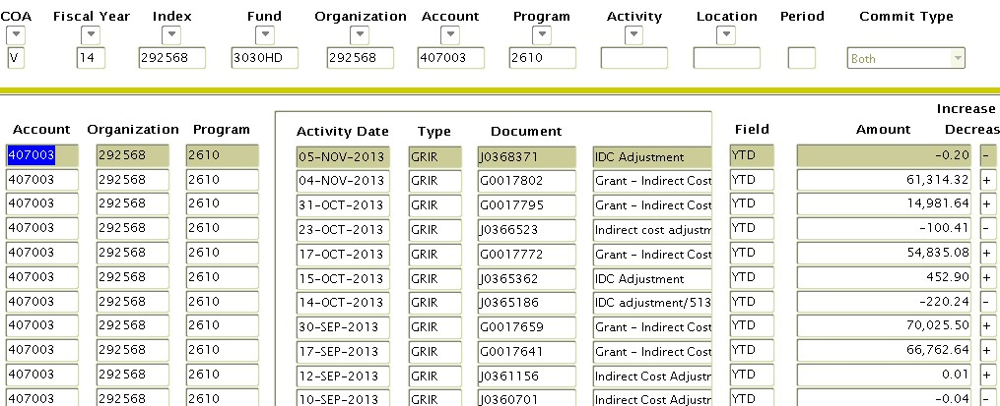 COA Fiscal Year Index Fund Organization Account Program Activity Location Period Commit Type
V 14 292568 3030HD 292568 407003 2610 Both
Increase
Account Organization Program Activity Date Type Document Field Amount Decreas
407003 292568 2610 05-NOV-2013 GRIR J0368371 IDC Adjustment YTD -0.20 -
407003 292568 2610 04-NOV-2013 GRIR G0017802 Grant - Indirect Cost YTD 61,314.32 +
407003 292568 2610 31-OCT-2013 GRIR G0017795 Grant - Indirect Cost YTD 14,981.64 +
407003 292568 2610 23-OCT-2013 GRIR J0366523 Indirect cost adjustm YTD -100.41 -
407003 292568 2610 17-OCT-2013 GRIR G0017772 Grant - Indirect Cost YTD 54,835.08 +
407003 292568 2610 15-OCT-2013 GRIR J0365362 IDC Adjustment YTD 452.90 +
407003 292568 2610 14-OCT-2013 GRIR J0365186 IDC adjustment/513 YTD -220.24 -
407003 292568 2610 30-SEP-2013 GRIR G0017659 Grant - Indirect Cost YTD 70,025.50 +
407003 292568 2610 17-SEP-2013 GRIR G0017641 Grant - Indirect Cost YTD 66,762.64 +
407003 292568 2610 12-SEP-2013 GRIR J0361156 Indirect Cost Adjustr YTD 0.01 +
407003 292568 2610 10-SEP-2013 GRIR J0360701 Indirect Cost Adjustr YTD -0.04 -